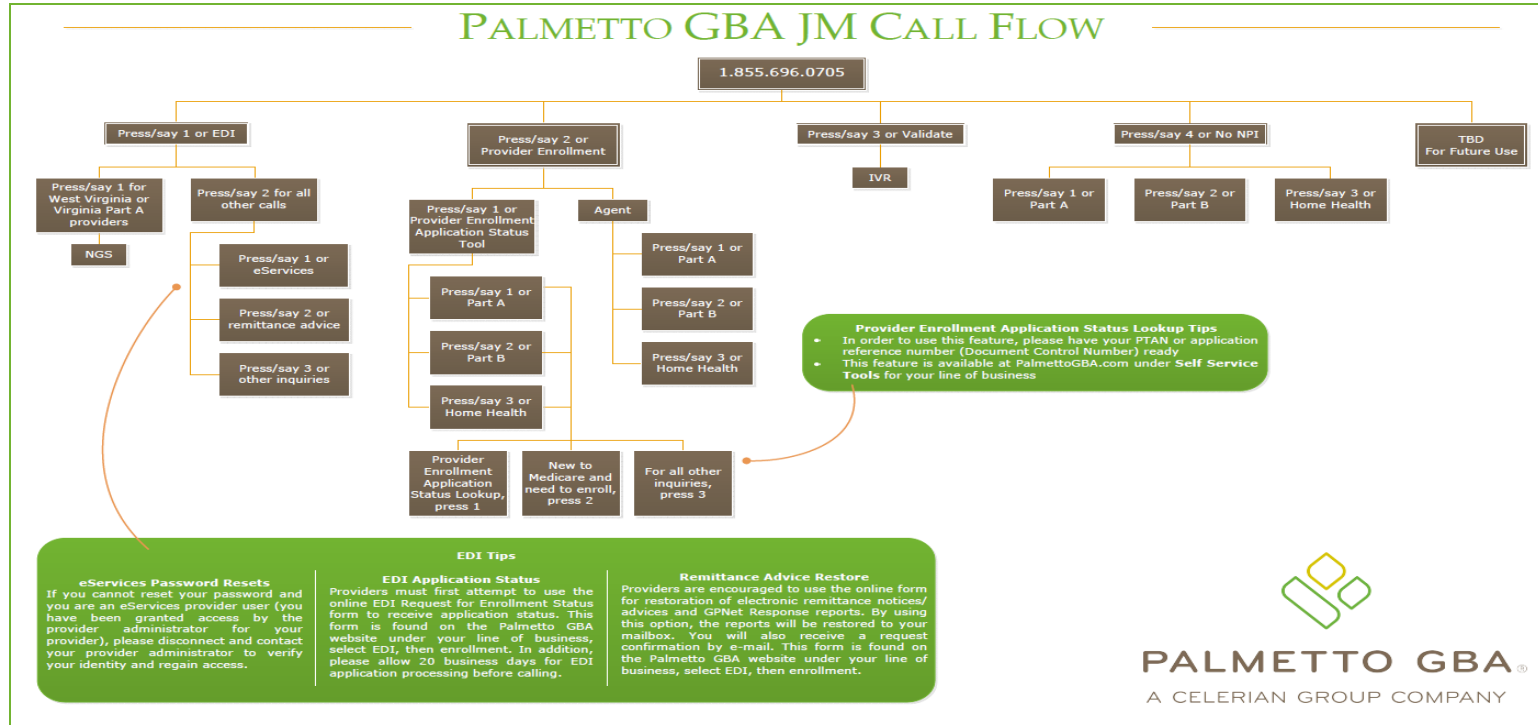 PALMETTO GBA JM CALL FLOW
1.855.696.0705
Press/say 1 or EDI
Press/say 2 or
Provider Enrollment
Press/say 3 or Validate
Press/say 4 or No NPI
TBD
For Future Use
Press/say 1 for
West Virginia or
Virginia Part A
providers
Press/say 2 for all
other calls
NGS
Press/say 1 or
eServices
Press/say 2 or
remittance advice
Press/say 3 or
other inquiries
Press/say 1 or
Provider Enrollment
Application Status
Tool
Agent
Press/say 1 or
Part A
Press/say 2 or
Part B
Press/say 3 or
Home Health
Press/say 1 or
Part A
Press/say 2 or
Part B
Press/say 3 or
Home Health
Provider
Enrollment
Application
Status Lookup,
press 1
New to
Medicare and
need to enroll,
press 2
For all other
inquiries,
press 3
IVR
Press/say 1 or
Part A
Press/say 2 or
Part B
Press/say 3 or
Home Health
Provider Enrollment Application Status Lookup Tips
• In order to use this feature, please have your PTAN or application
reference number (Document Control Number) ready
• This feature is available at PalmettoGBA.com under Self Service
Tools for your line of business
EDI Tips
eServices Password Resets
If you cannot reset your password and
you are an eServices provider user (you
have been granted access by the
provider administrator for your
provider), please disconnect and contact
your provider administrator to verify
your identity and regain access.
EDI Application Status
Providers must first attempt to use the
online EDI Request for Enrollment Status
form to receive application status. This
form is found on the Palmetto GBA
website under your line of business,
select EDI, then enrollment. In addition,
please allow 20 business days for EDI
application processing before calling.
Remittance Advice Restore
Providers are encouraged to use the online form
for restoration of electronic remittance notices/
advices and GPNet Response reports. By using
this option, the reports will be restored to your
mailbox. You will also receive a request
confirmation by e-mail. This form is found on
the Palmetto GBA website under your line of
business, select EDI, then enrollment.
PALMETTO GBA®
A CELERIAN GROUP COMPANY